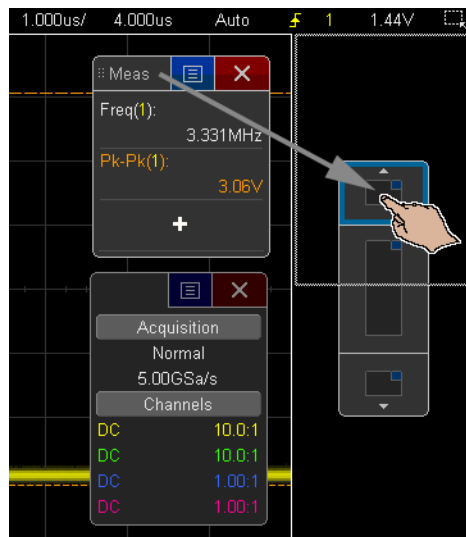 1.000us/ 4.000us Auto 1 1.44V
Meas
Freq(1):
3.331MHz
Pk-Pk(1):
3.06V
+
Acquisition
Normal
5.00GSa/s
Channels
DC 10.0:1
DC 10.0:1
DC 1.00:1
DC 1.00:1